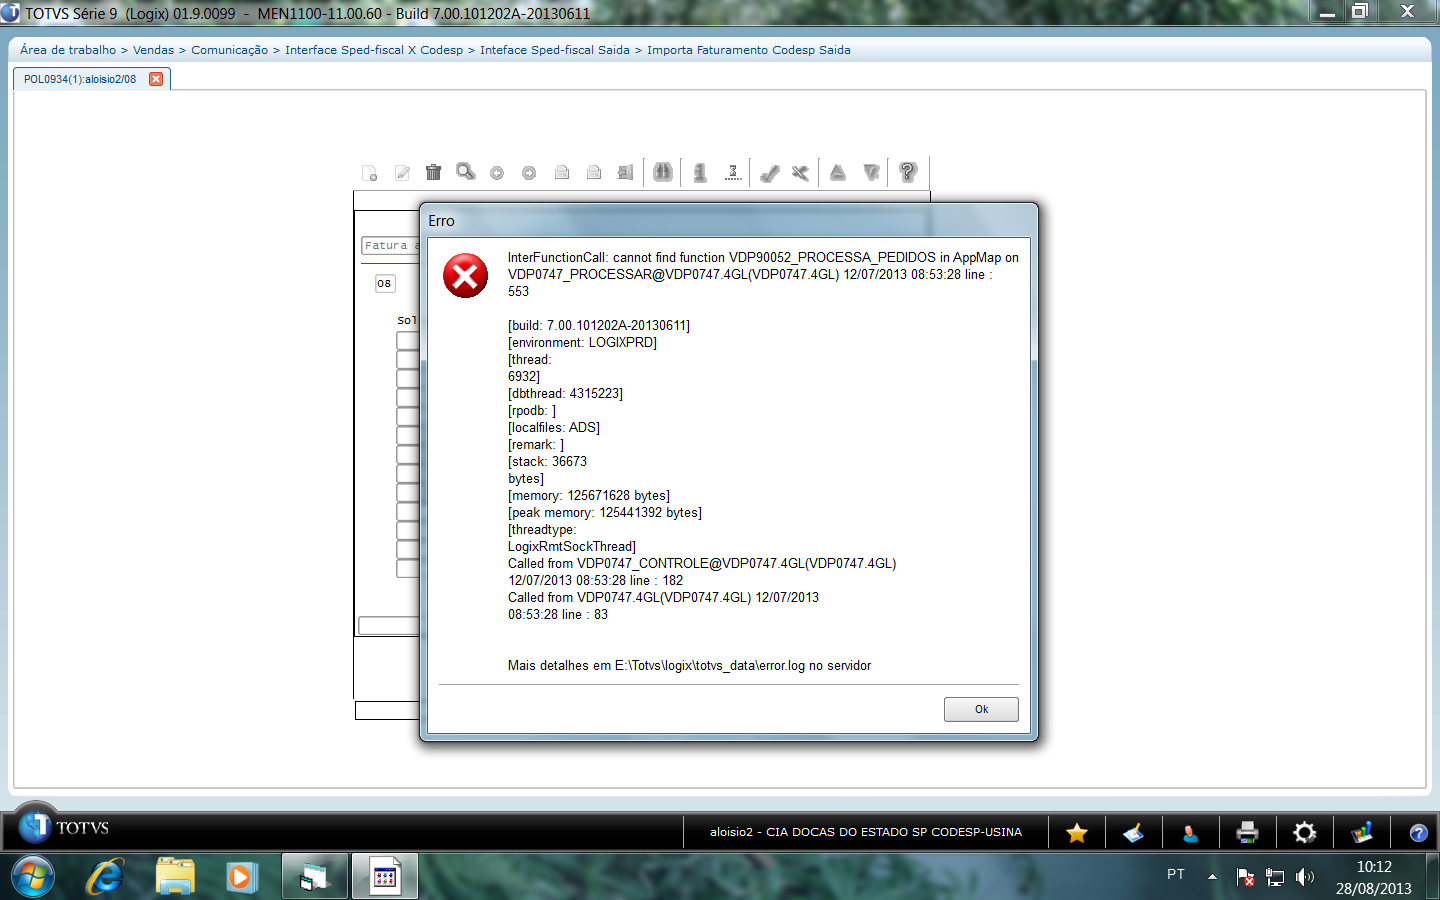 TOTVS Série 9  (Logix) 01.9.0099  -  MEN1100-11.00.60 - Build 7.00.101202A-20130611
Área de trabalho > Vendas > Comunicação > Interface Sped-fiscal X Codesp > Inteface Sped-fiscal Saida > Importa Faturamento Codesp Saida
POL0934(1):aloisio2/08
Erro
Fatura a
08
Sol
InterFunctionCall: cannot find function VDP90052_PROCESSA_PEDIDOS in AppMap on
VDP0747_PROCESSAR@VDP0747.4GL(VDP0747.4GL) 12/07/2013 08:53:28 line :
553
[build: 7.00.101202A-20130611]
[environment: LOGIXPRD]
[thread:
6932]
[dbthread: 4315223]
[rpodb: ]
[localfiles: ADS]
[remark: ]
[stack: 36673
bytes]
[memory: 125671628 bytes]
[peak memory: 125441392 bytes]
[threadtype:
LogixRmtSockThread]
Called from VDP0747_CONTROLE@VDP0747.4GL(VDP0747.4GL)
12/07/2013 08:53:28 line : 182
Called from VDP0747.4GL(VDP0747.4GL) 12/07/2013
08:53:28 line : 83
Mais detalhes em E:\Totvs\logix\totvs_data\error.log no servidor
Ok
TOTVS
aloisio2 - CIA DOCAS DO ESTADO SP CODESP-USINA
PT
10:12
28/08/2013